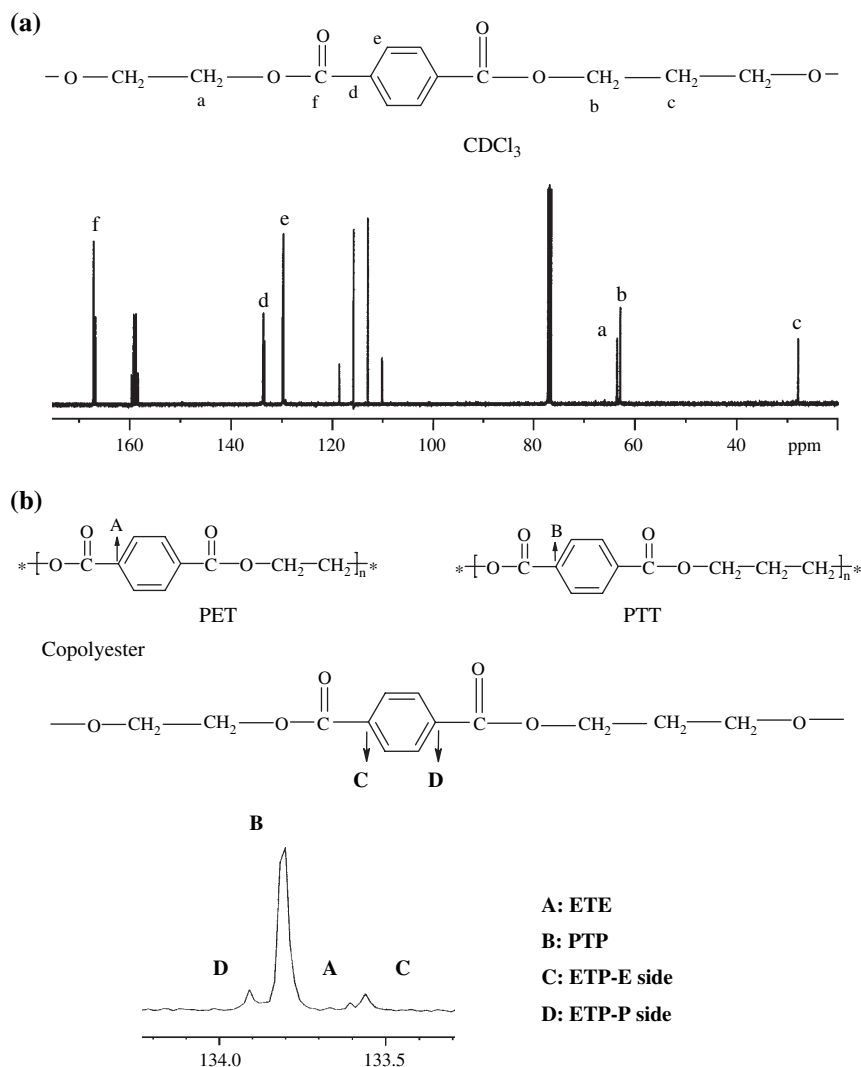 (a)
O O
e
— O — CH₂ — CH₂ — O — C — C — O — CH₂ — CH₂ — CH₂ — O —
a f d b c
CDCl₃
f
e
d
b
a
c
160 140 120 100 80 60 40 ppm
(b)
A B
O O O O
*-[O—C—C—O—CH₂—CH₂]ₙ-* *-[O—C—C—O—CH₂—CH₂—CH₂]ₙ-*
PET PTT
Copolyester
O O
— O — CH₂ — CH₂ — O — C — C — O — CH₂ — CH₂ — CH₂ — O —
C D
B
A: ETE
B: PTP
D A C
C: ETP-E side
D: ETP-P side
134.0 133.5